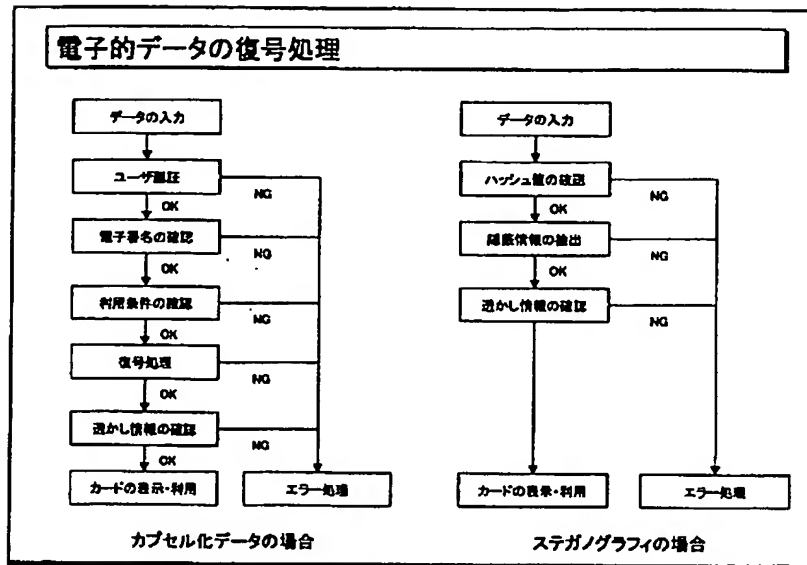 電子的データの復号処理
データの入力
ユーザ認証
NG
OK
電子署名の確認
NG
OK
利用条件の確認
NG
OK
復号処理
NG
OK
透かし情報の確認
NG
OK
カードの表示・利用
エラー処理
カプセル化データの場合
データの入力
ハッシュ値の確認
NG
OK
隠蔽情報の抽出
NG
OK
透かし情報の確認
NG
カードの表示・利用
エラー処理
ステガノグラフィの場合